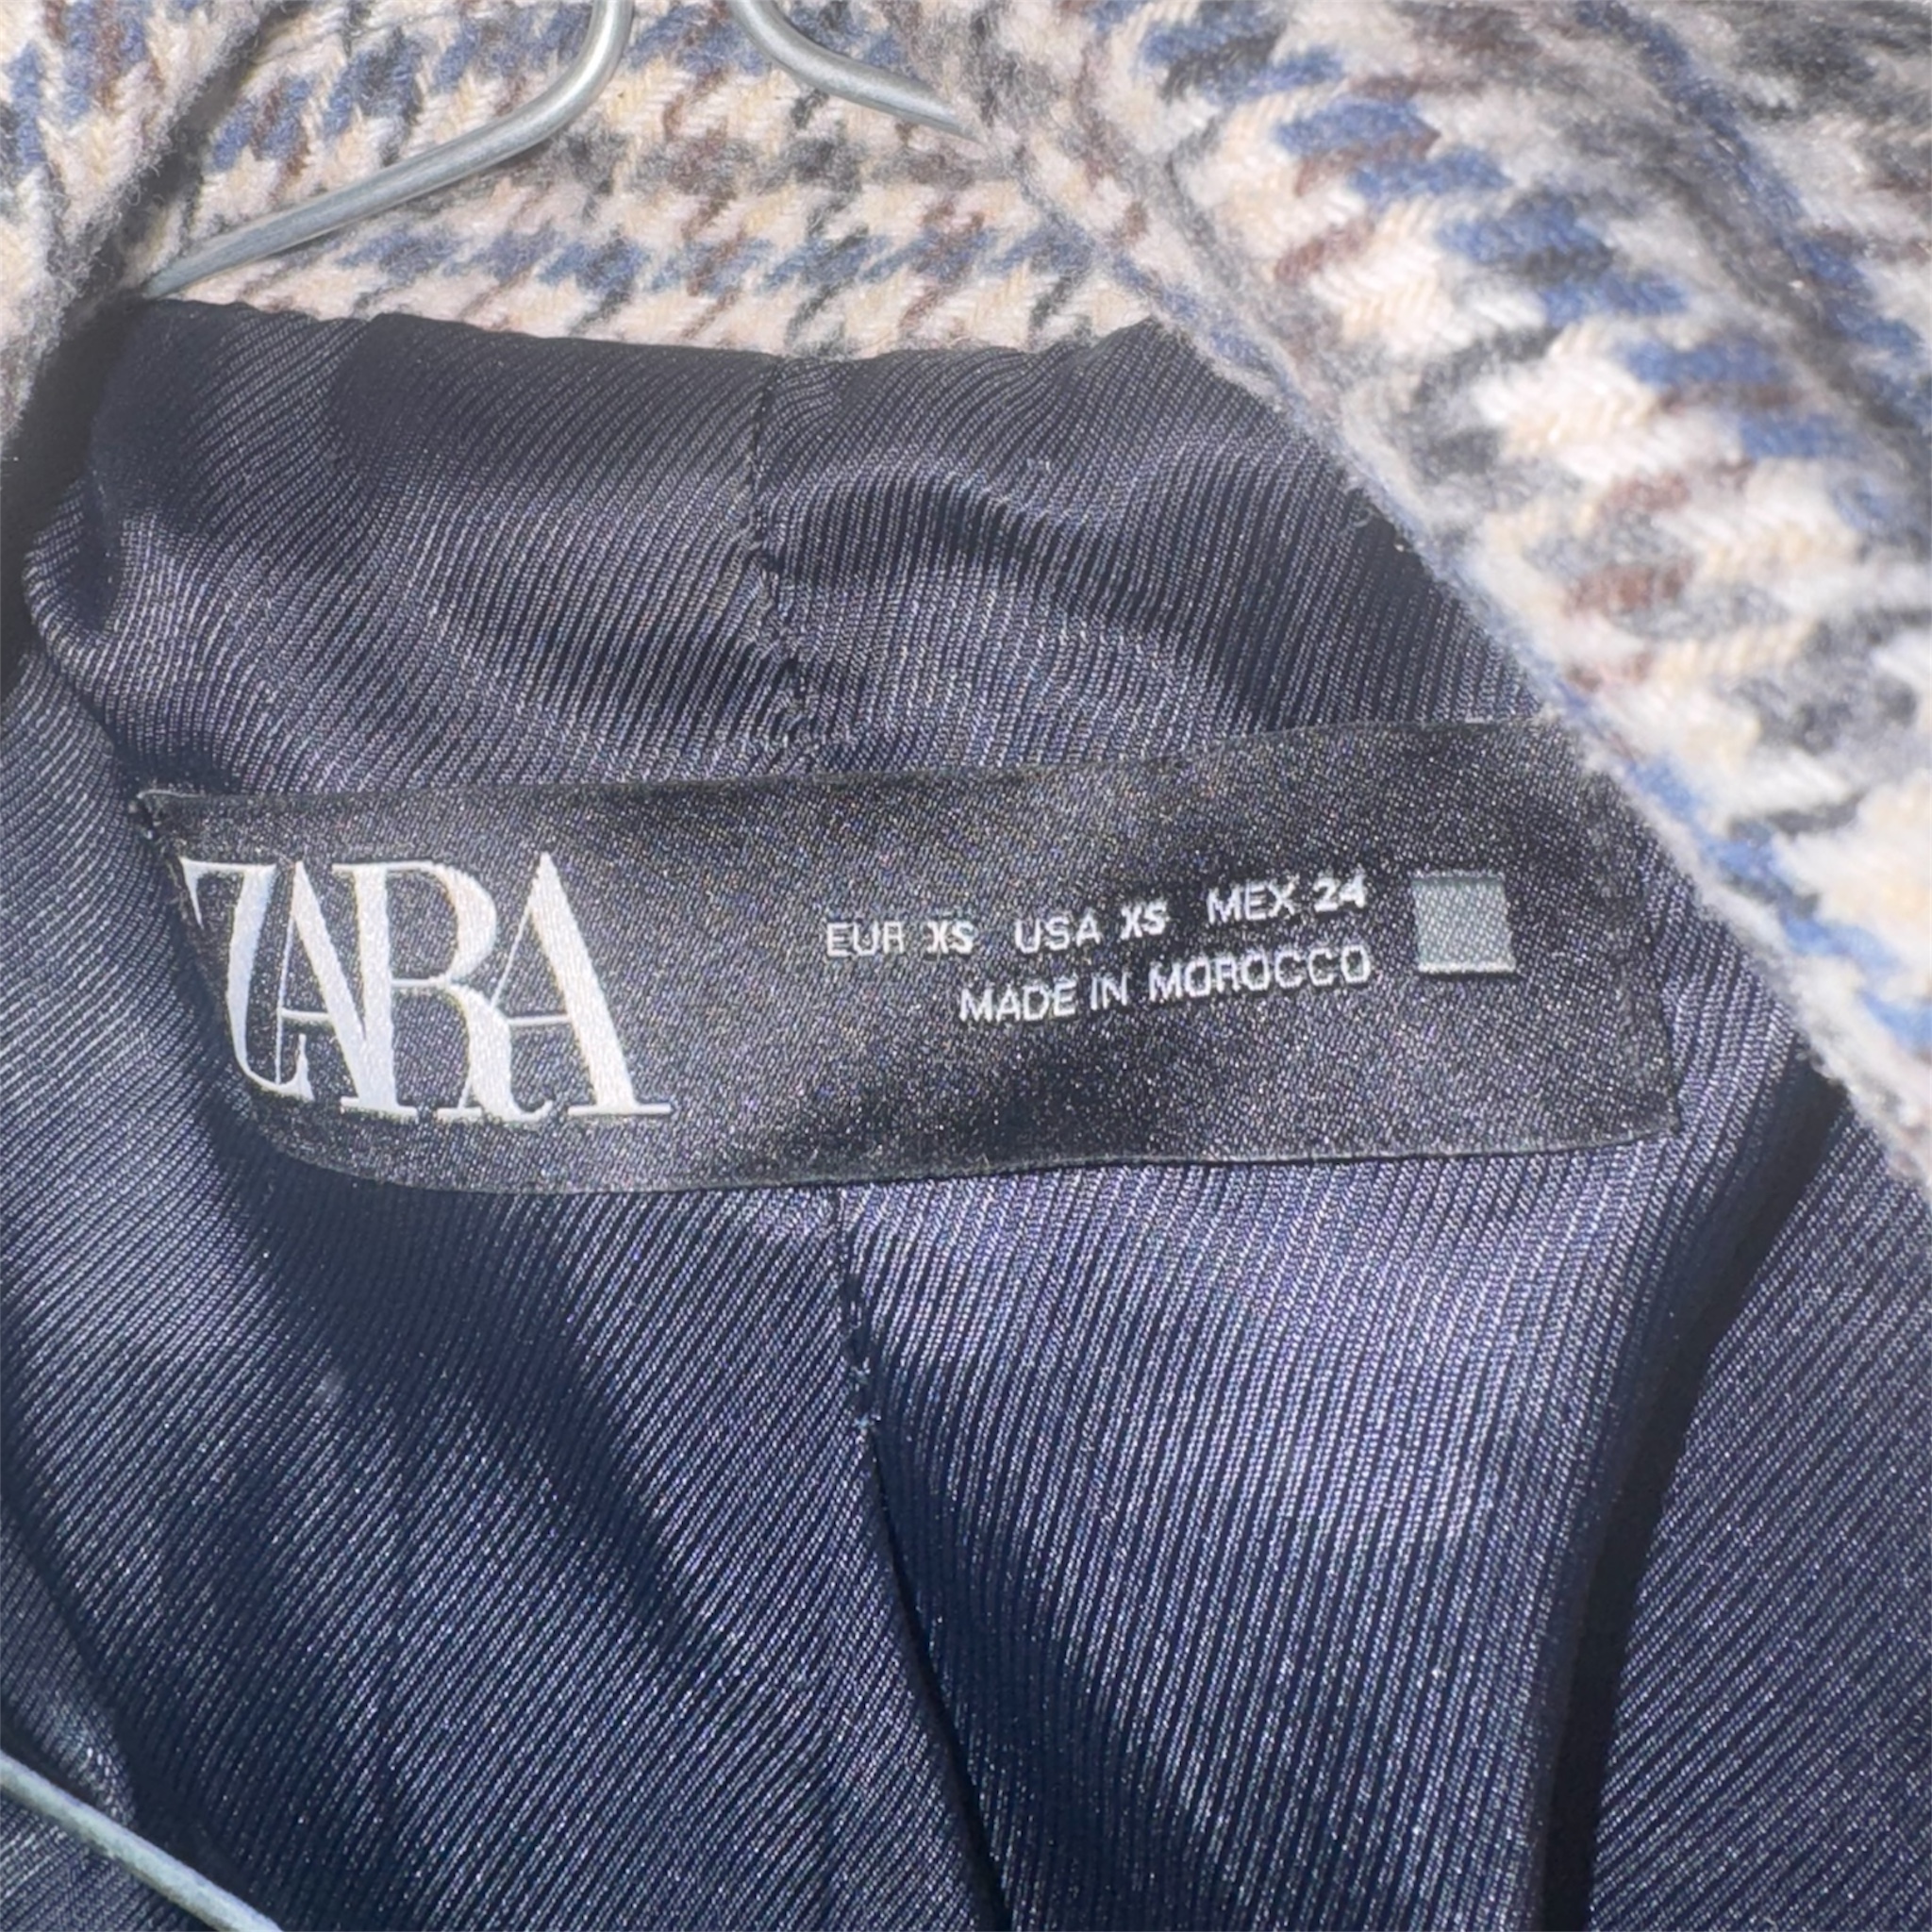 ZARA
EUR XS USA XS MEX 24
MADE IN MOROCCO